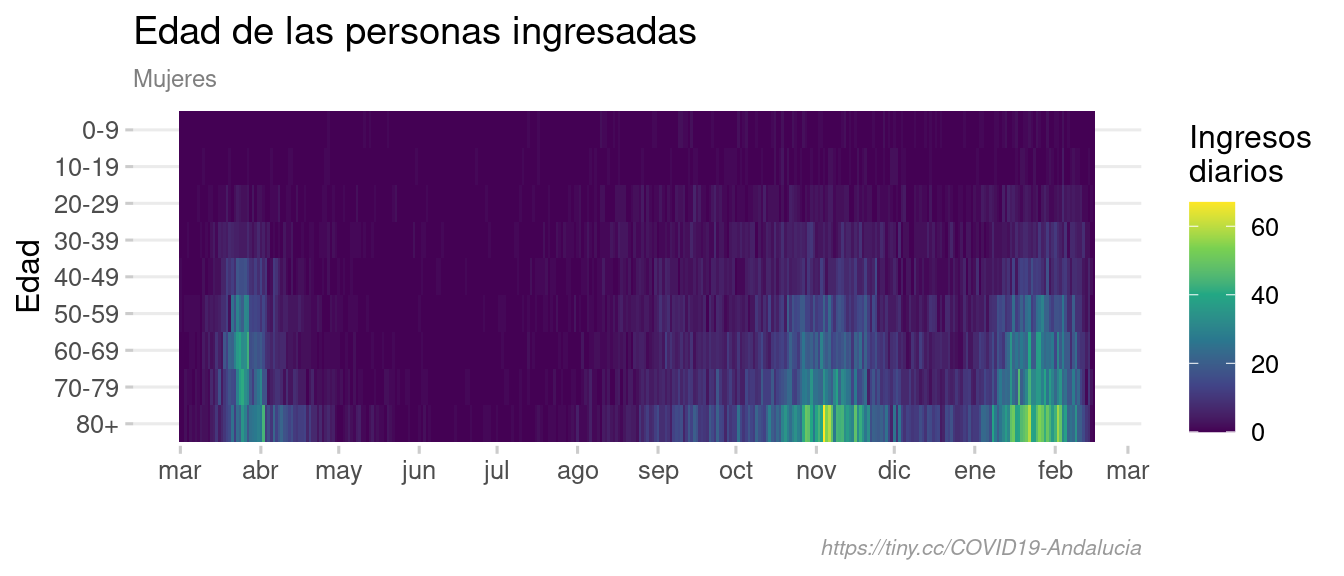 Edad de las personas ingresadas
Mujeres
Edad
0-9
10-19
20-29
30-39
40-49
50-59
60-69
70-79
80+
mar abr may jun jul ago sep oct nov dic ene feb mar
Ingresos
diarios
60
40
20
0
https://tiny.cc/COVID19-Andalucia